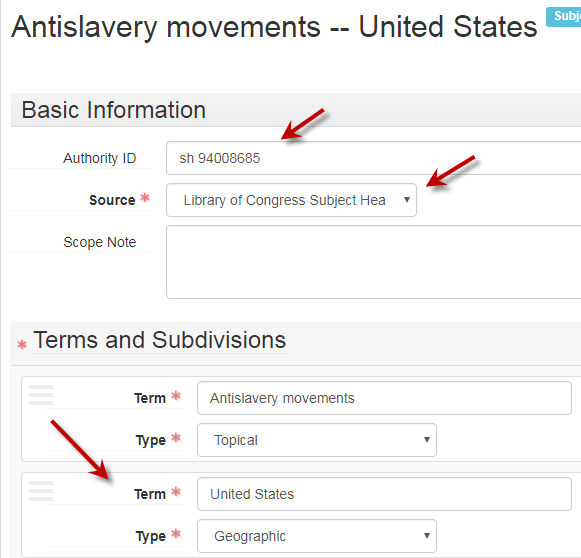 Antislavery movements -- United States Subj
Basic Information
Authority ID sh 94008685
Source * Library of Congress Subject Hea
Scope Note
* Terms and Subdivisions
Term * Antislavery movements
Type * Topical
Term * United States
Type * Geographic